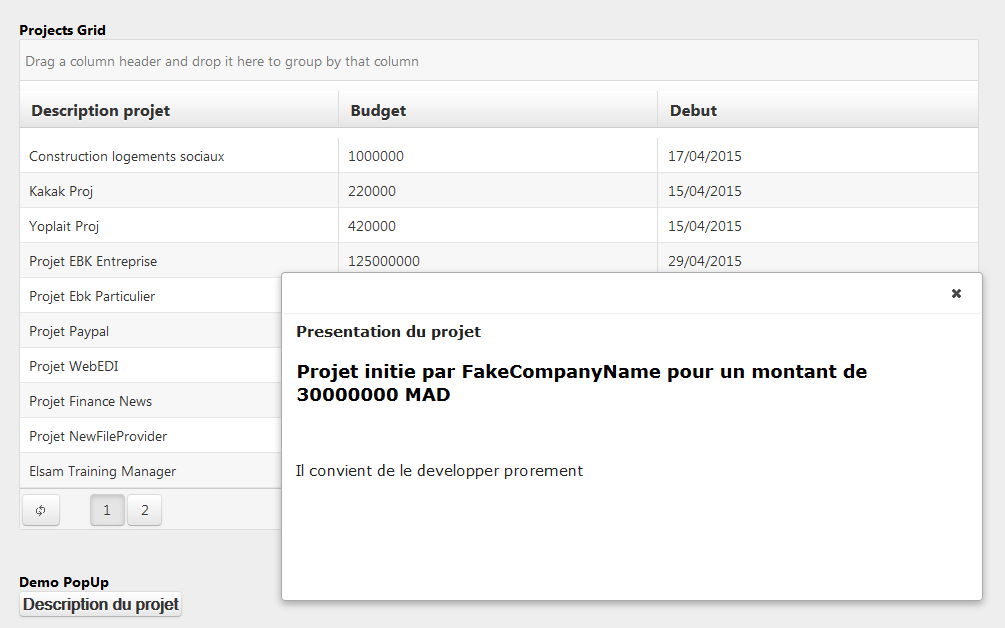 Projects Grid
Drag a column header and drop it here to group by that column
Description projet Budget Debut
Construction logements sociaux 1000000 17/04/2015
Kakak Proj 220000 15/04/2015
Yoplait Proj 420000 15/04/2015
Projet EBK Entreprise 125000000 29/04/2015
Projet Ebk Particulier
Projet Paypal
Projet WebEDI
Projet Finance News
Projet NewFileProvider
Elsam Training Manager
1 2
Presentation du projet
Projet initie par FakeCompanyName pour un montant de
30000000 MAD
Il convient de le developper prorement
Demo PopUp
Description du projet